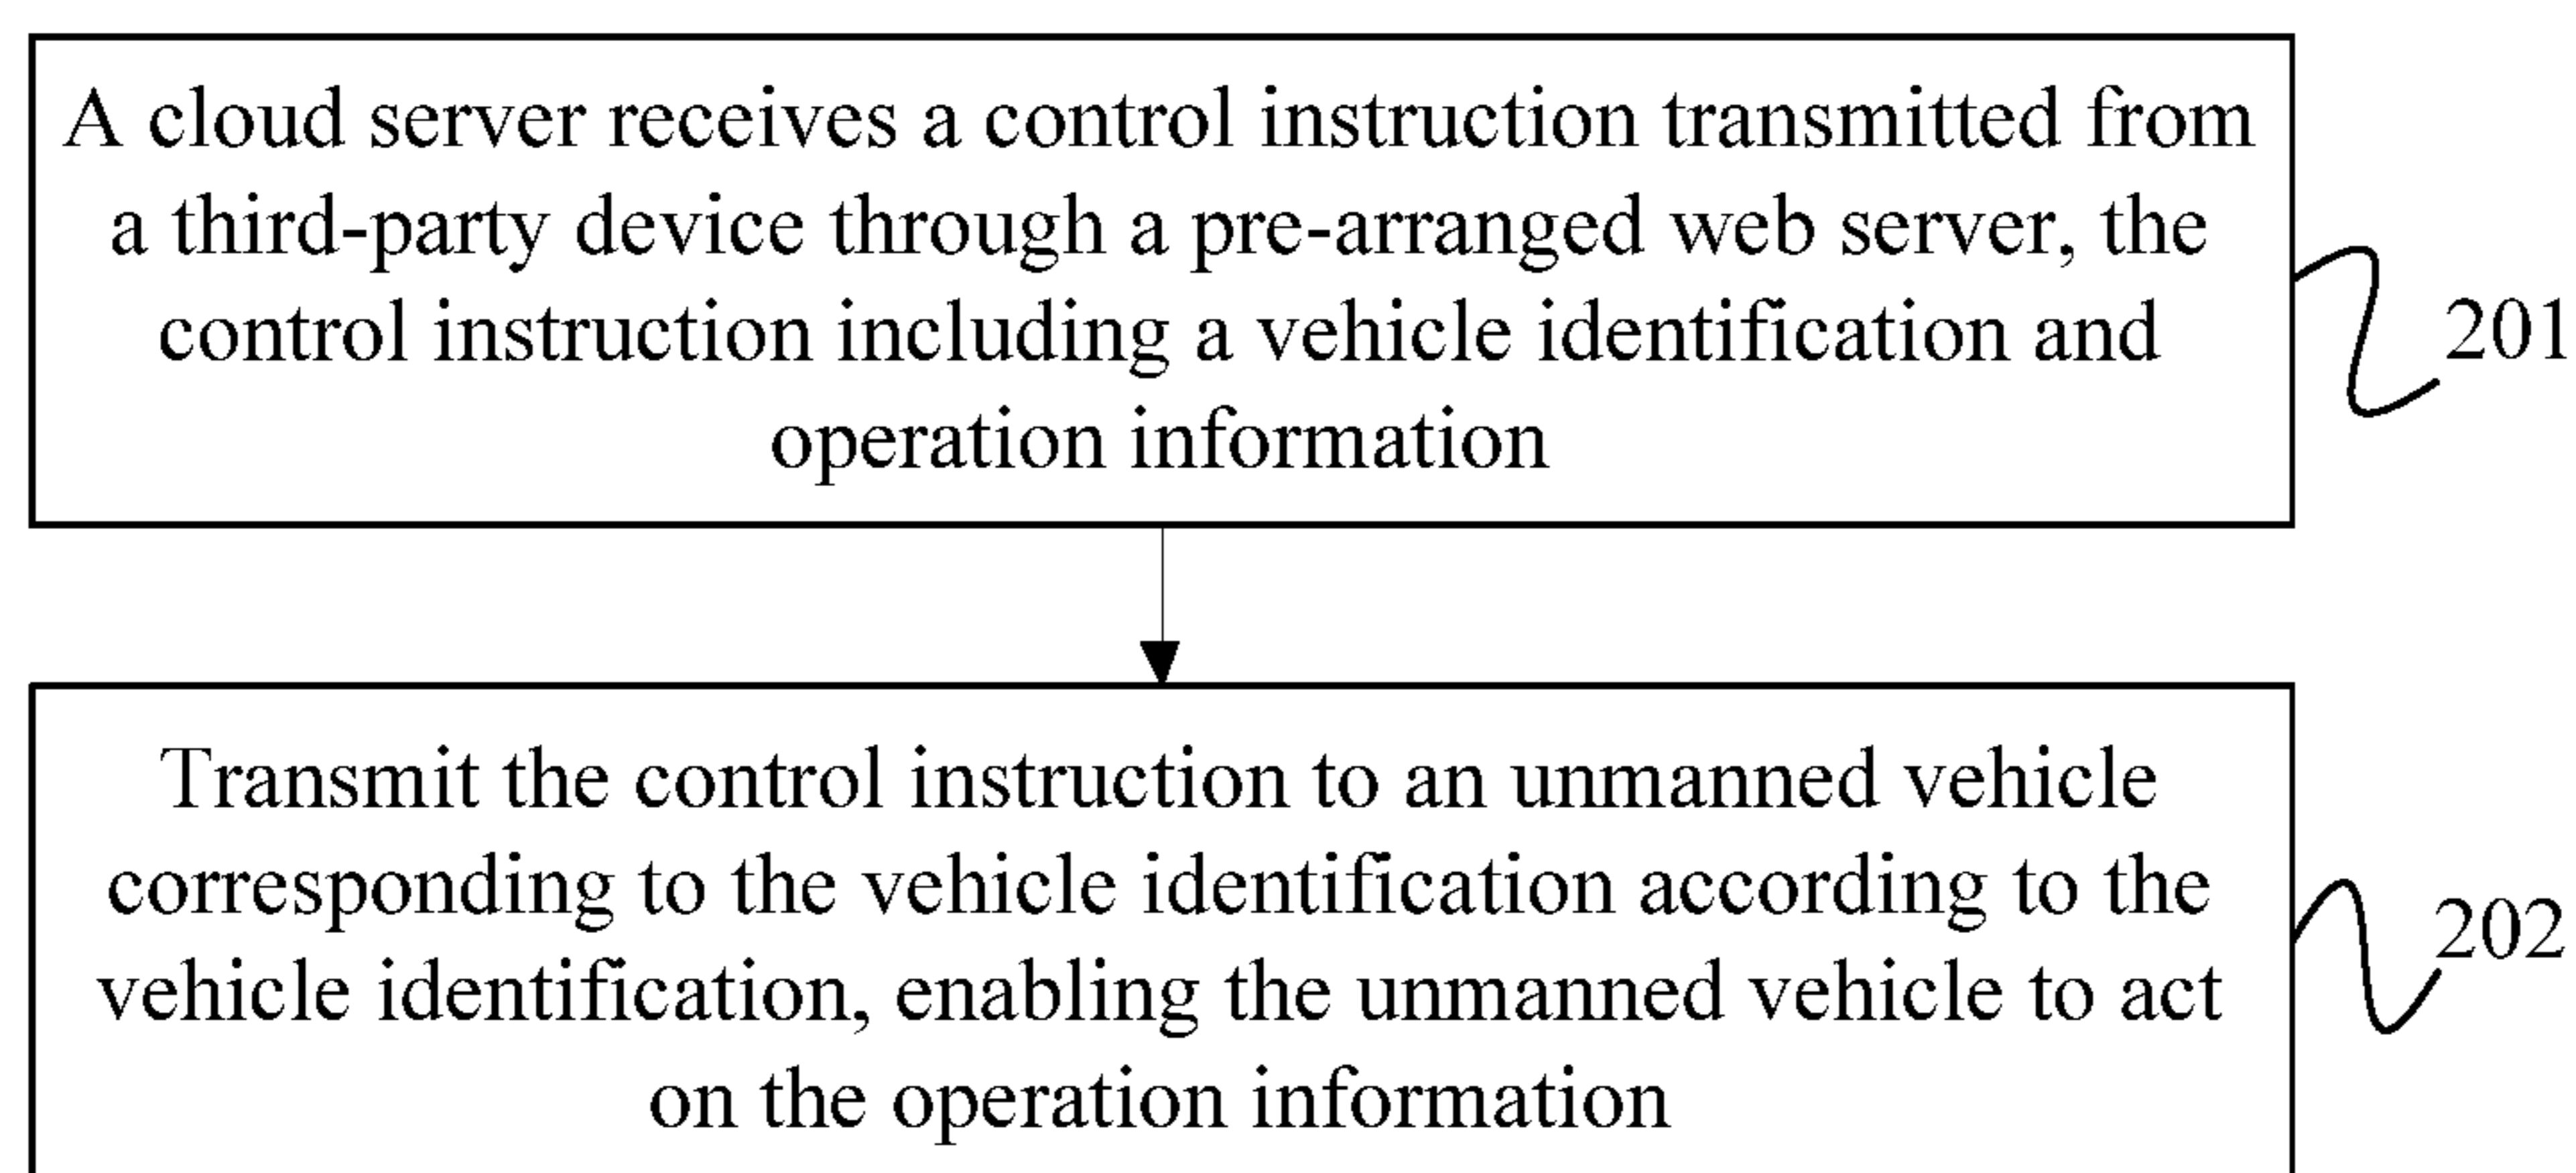 A cloud server receives a control instruction transmitted from
a third-party device through a pre-arranged web server, the
control instruction including a vehicle identification and
operation information
201
Transmit the control instruction to an unmanned vehicle
corresponding to the vehicle identification according to the
vehicle identification, enabling the unmanned vehicle to act
on the operation information
202